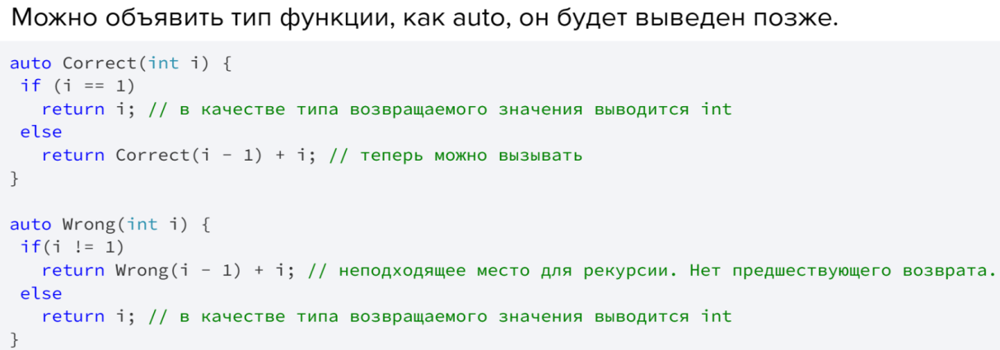 Можно объявить тип функции, как auto, он будет выведен позже.
auto Correct(int i) {
if (i == 1)
return i; // в качестве типа возвращаемого значения выводится int
else
return Correct(i - 1) + i; // теперь можно вызывать
}
auto Wrong(int i) {
if(i != 1)
return Wrong(i - 1) + i; // неподходящее место для рекурсии. Нет предшествующего возврата.
else
return i; // в качестве типа возвращаемого значения выводится int
}